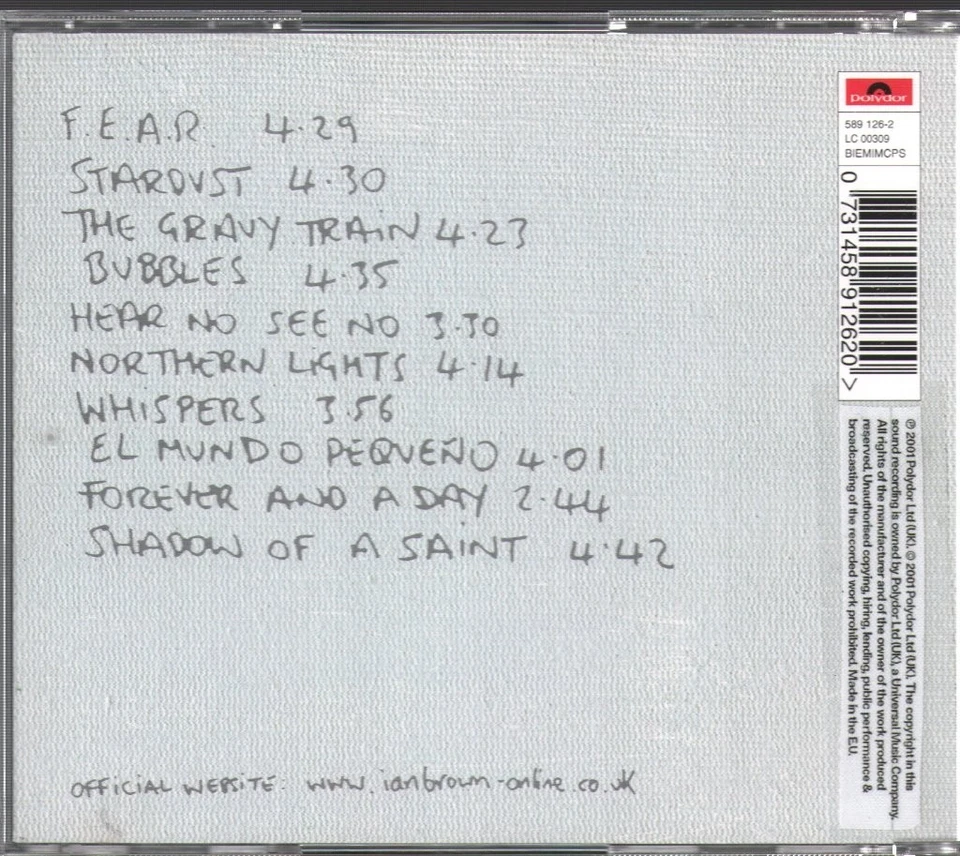 F.E.A.R. 4.29
STARDUST 4.30
THE GRAVY TRAiN 4.23
BUBBLES 4.35
HEAR NO SEE NO 3.30
NORTHERN LiGHTS 4.14
WHiSPERS 3.56
EL MUNDO PEQUEÑO 4.01
FOREVER AND A DAY 2.44
SHADOW OF A SAINT 4.42
OFFiCiAL WEBSiTE: www.ianbrown-online.co.uk
polydor
589 126-2
LC 00309
BIEM/MCPS
0 731458 912620 >
℗ 2001 Polydor Ltd (UK). © 2001 Polydor Ltd (UK). The copyright in this
sound recording is owned by Polydor Ltd (UK), a Universal Music Company.
All rights of the manufacturer and of the owner of the work produced
reserved. Unauthorised copying, hiring, lending, public performance &
broadcasting of the recorded work prohibited. Made in the E.U.